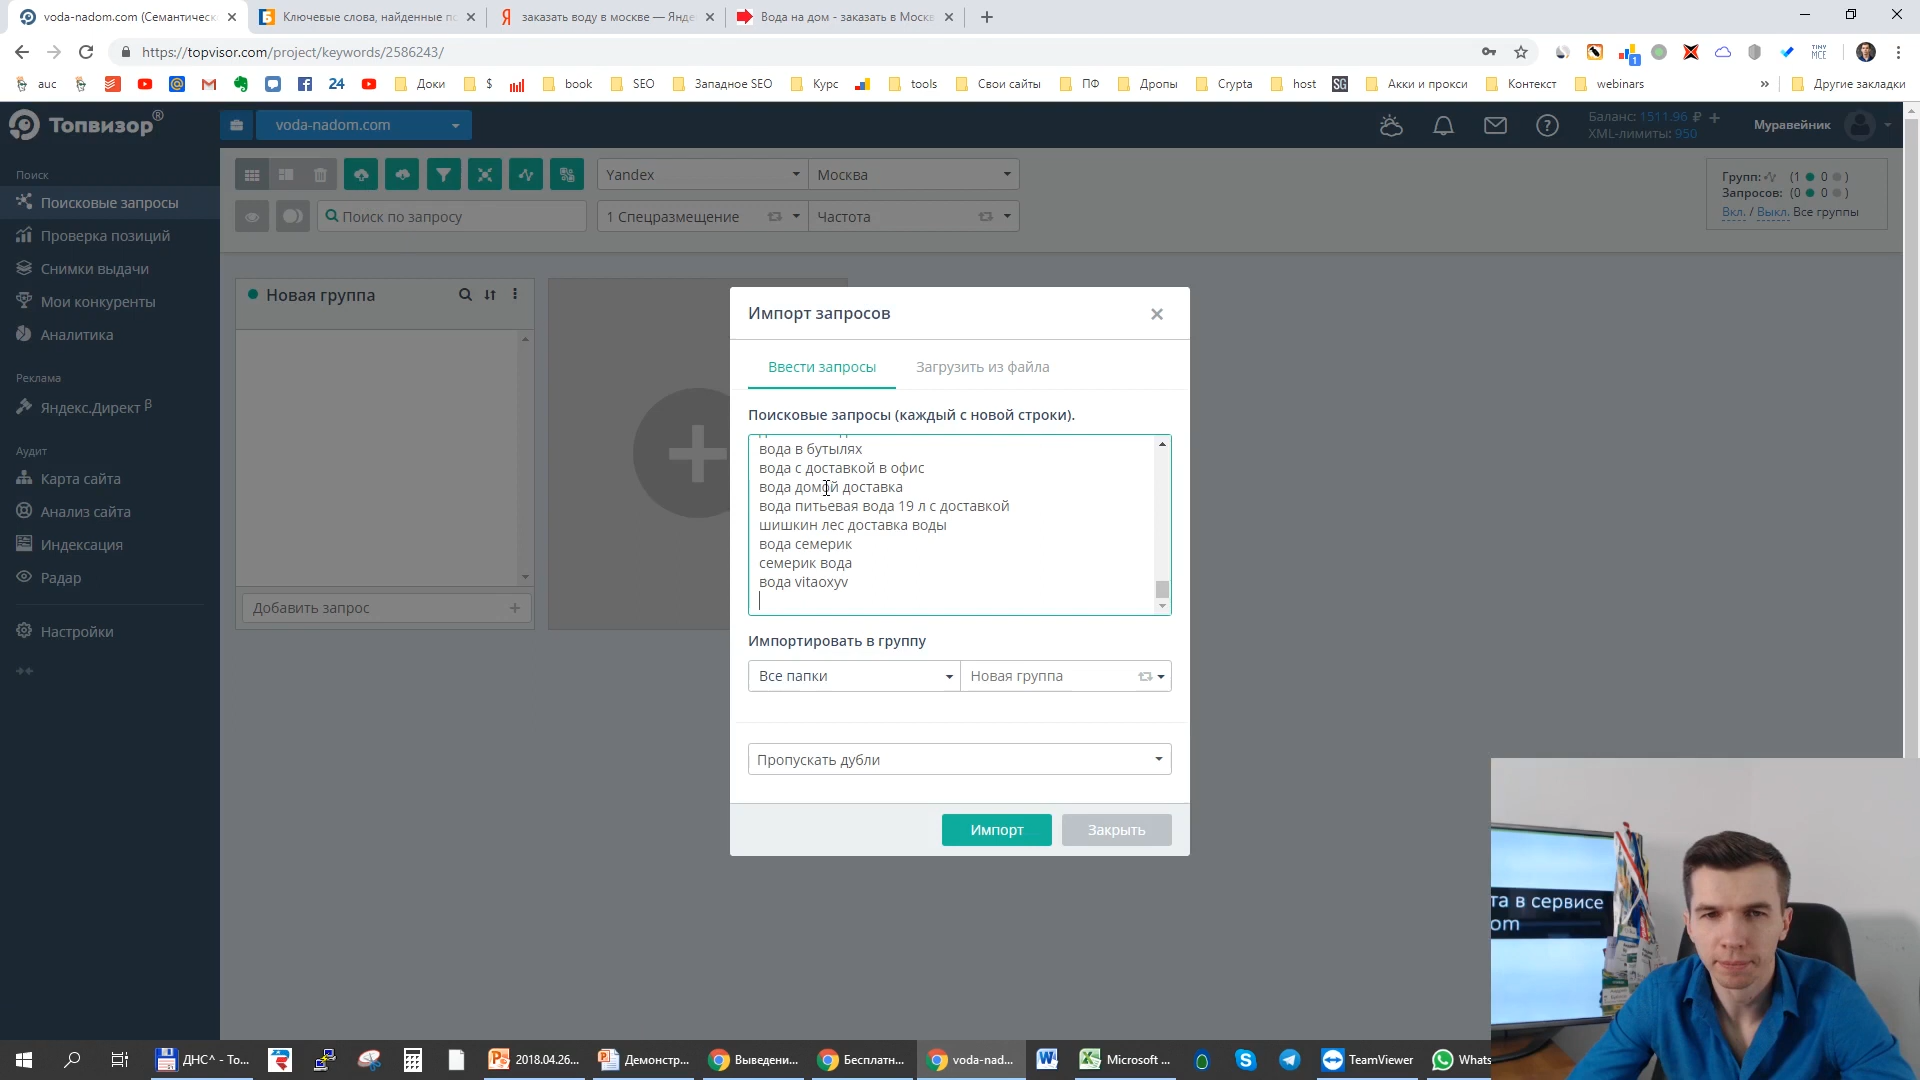 voda-nadom.com (Семантическ
Ключевые слова, найденные по
заказать воду в москве — Янде
Вода на дом - заказать в Москв
https://topvisor.com/project/keywords/2586243/
auc
24
Доки
$
book
SEO
Западное SEO
Курс
tools
Свои сайты
ПФ
Дропы
Crypta
host
SG
Акки и прокси
Контекст
webinars
»
Другие закладки
Топвизор®
voda-nadom.com
Баланс: 1511.96 ₽ +
XML-лимиты: 950
Муравейник
Поиск
Поисковые запросы
Проверка позиций
Снимки выдачи
Мои конкуренты
Аналитика
Реклама
Яндекс.Директ β
Аудит
Карта сайта
Анализ сайта
Индексация
Радар
Настройки
Yandex
Москва
Поиск по запросу
1 Спецразмещение
Частота
Групп: (1 0 )
Запросов: (0 0 )
Вкл. / Выкл. Все группы
Новая группа
Добавить запрос
Импорт запросов
Ввести запросы
Загрузить из файла
Поисковые запросы (каждый с новой строки).
вода в бутылях
вода с доставкой в офис
вода домой доставка
вода питьевая вода 19 л с доставкой
шишкин лес доставка воды
вода семерик
семерик вода
вода vitaoxyv
Импортировать в группу
Все папки
Новая группа
Пропускать дубли
Импорт
Закрыть
та в сервисе
om
ДНС^ - To...
2018.04.26...
Демонстр...
Выведени...
Бесплатн...
voda-nad...
Microsoft ...
TeamViewer
Whats